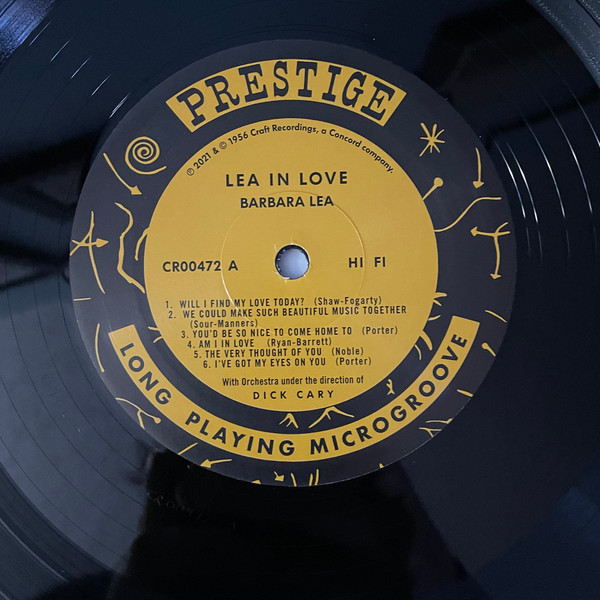 PRESTIGE
℗ 2021 & © 1956 Craft Recordings, a Concord company.
LEA IN LOVE
BARBARA LEA
CR00472 A HI FI
1. WILL I FIND MY LOVE TODAY? (Shaw-Fogarty)
2. WE COULD MAKE SUCH BEAUTIFUL MUSIC TOGETHER
(Sour-Manners)
3. YOU'D BE SO NICE TO COME HOME TO (Porter)
4. AM I IN LOVE (Ryan-Barrett)
5. THE VERY THOUGHT OF YOU (Noble)
6. I'VE GOT MY EYES ON YOU (Porter)
With Orchestra under the direction of
DICK CARY
LONG PLAYING MICROGROOVE